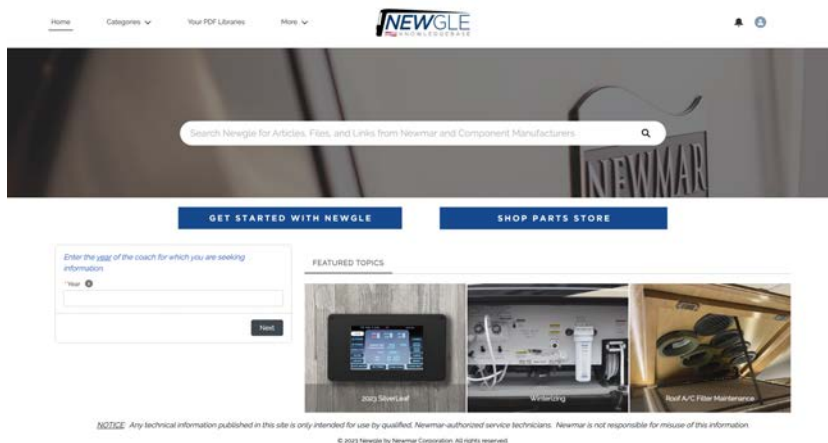 Home
Categories
Your PDF Libraries
More
NEWGLE
KNOWLEDGEBASE
Search Newgle for Articles, Files, and Links from Newmar and Component Manufacturers
NEWMAR
GET STARTED WITH NEWGLE
SHOP PARTS STORE
Enter the year of the coach for which you are seeking
information.
*Year
Next
FEATURED TOPICS
2023 SilverLeaf
Winterizing
Roof A/C Filter Maintenance
NOTICE: Any technical information published in this site is only intended for use by qualified, Newmar-authorized service technicians. Newmar is not responsible for misuse of this information.
© 2023 Newgle by Newmar Corporation. All rights reserved.